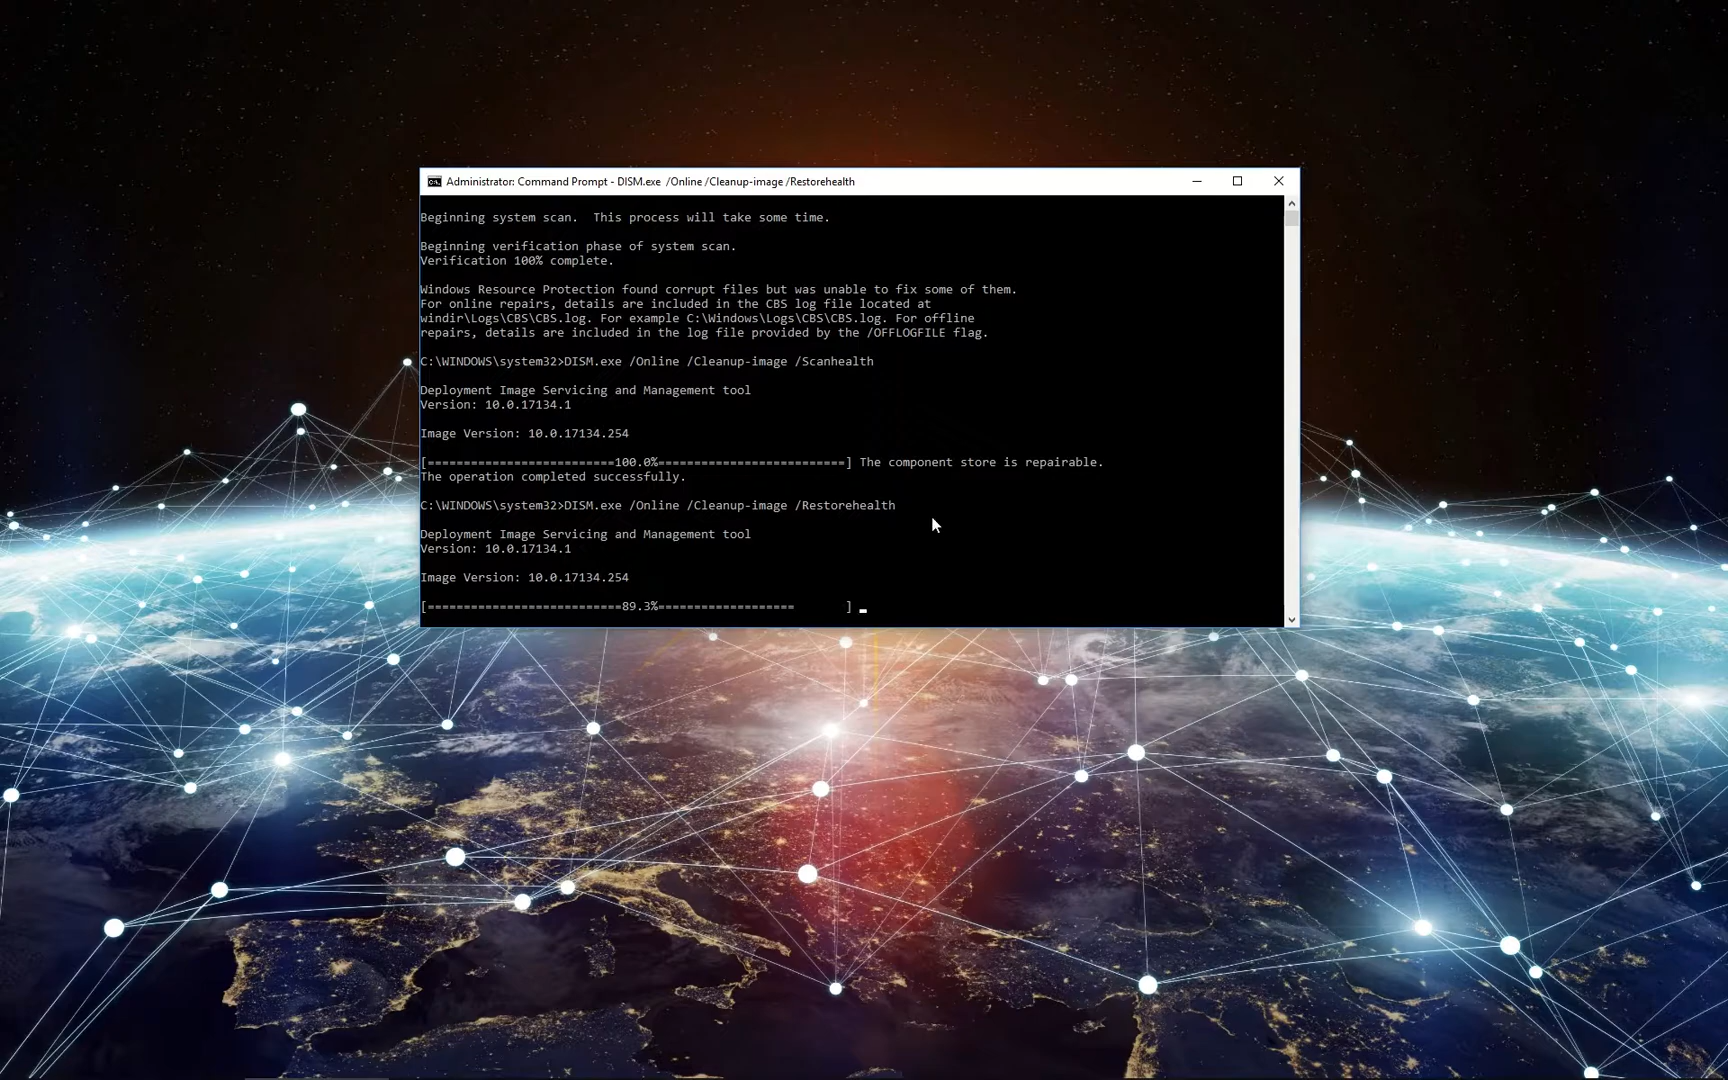 Administrator: Command Prompt - DISM.exe /Online /Cleanup-image /Restorehealth
Beginning system scan.  This process will take some time.
Beginning verification phase of system scan.
Verification 100% complete.
Windows Resource Protection found corrupt files but was unable to fix some of them.
For online repairs, details are included in the CBS log file located at
windir\Logs\CBS\CBS.log. For example C:\Windows\Logs\CBS\CBS.log. For offline
repairs, details are included in the log file provided by the /OFFLOGFILE flag.
C:\WINDOWS\system32>DISM.exe /Online /Cleanup-image /Scanhealth
Deployment Image Servicing and Management tool
Version: 10.0.17134.1
Image Version: 10.0.17134.254
[==========================100.0%==========================] The component store is repairable.
The operation completed successfully.
C:\WINDOWS\system32>DISM.exe /Online /Cleanup-image /Restorehealth
Deployment Image Servicing and Management tool
Version: 10.0.17134.1
Image Version: 10.0.17134.254
[===========================89.3%===================       ]